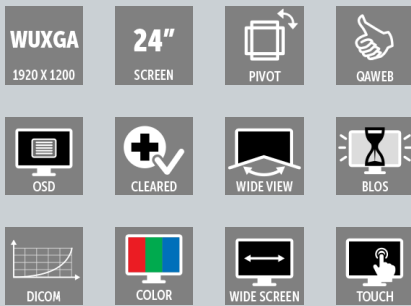 WUXGA
1920 X 1200
24"
SCREEN
PIVOT
QAWEB
OSD
CLEARED
WIDE VIEW
BLOS
DICOM
COLOR
WIDE SCREEN
TOUCH